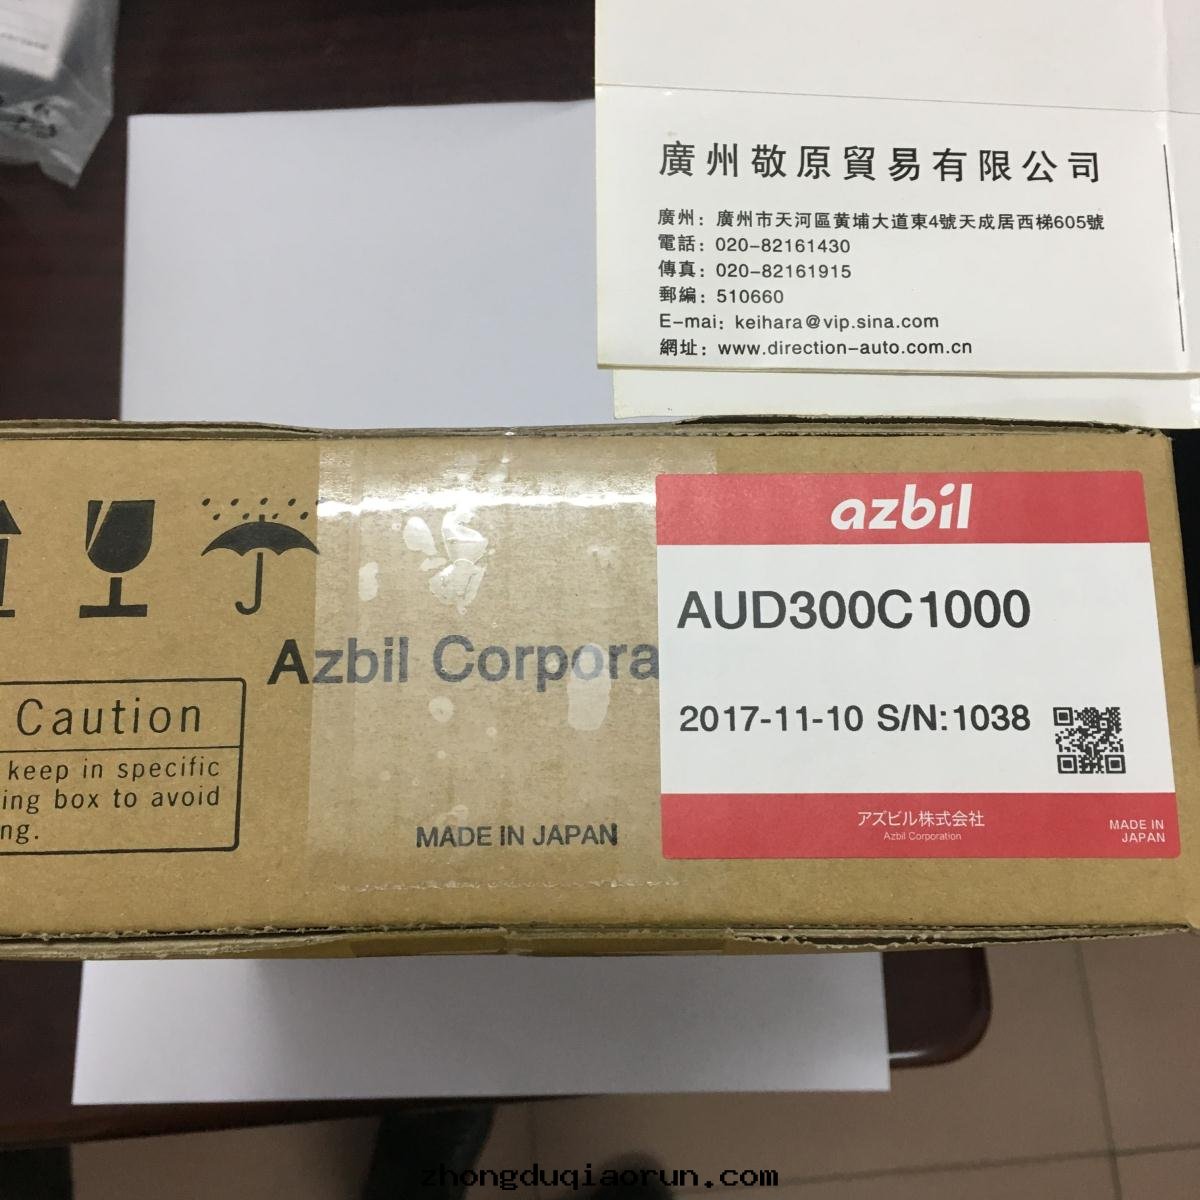 廣州敬原貿易有限公司
廣州：廣州市天河區黄埔大道東4號天成居西梯605號
電話：020-82161430
傳真：020-82161915
郵編：510660
E-mai：keihara@vip.sina.com
網址：www.direction-auto.com.cn
azbil
AUD300C1000
2017-11-10 S/N:1038
アズビル株式会社
Azbil Corporation
MADE IN
JAPAN
Azbil Corpora
MADE IN JAPAN
Caution
keep in specific
ing box to avoid
ng.
zhongduqiaorun.com